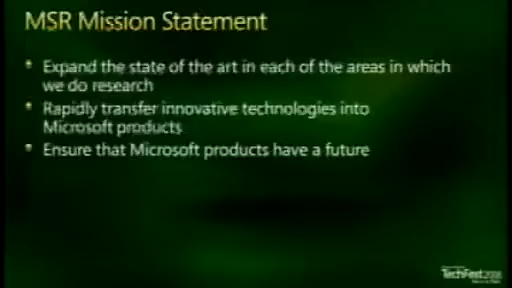 MSR Mission Statement
• Expand the state of the art in each of the areas in which
we do research
• Rapidly transfer innovative technologies into
Microsoft products
• Ensure that Microsoft products have a future
TechFest2008